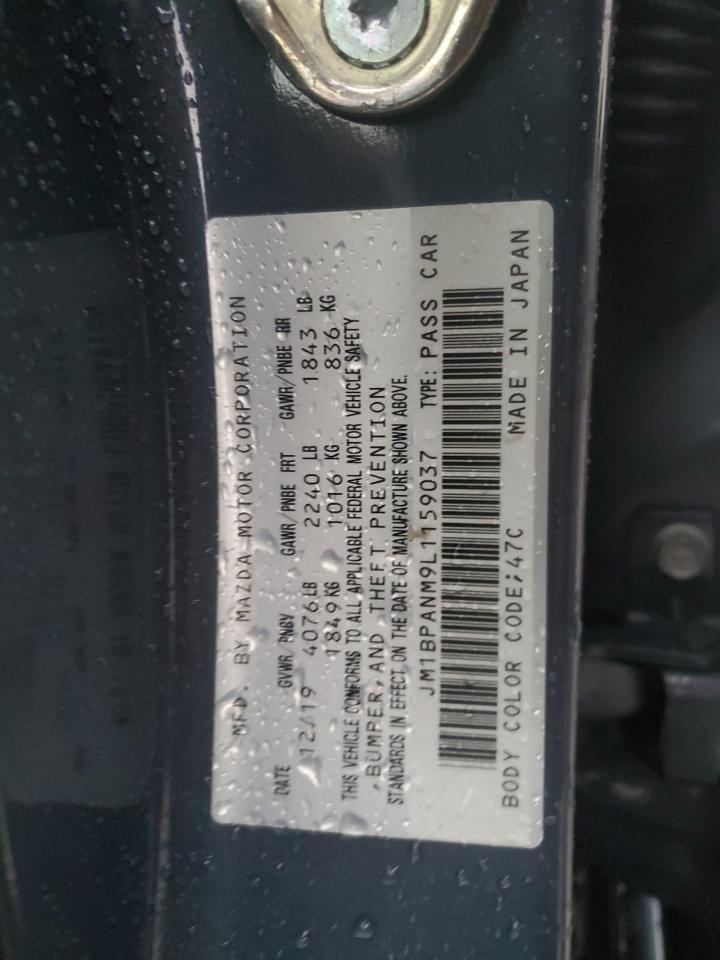 MFD. BY MAZDA MOTOR CORPORATION
DATE GVWR/PNBV GAWR/PNBE FRT GAWR/PNBE RR
12/19 4076LB 2240 LB 1843 LB
1849KG 1016 KG 836 KG
THIS VEHICLE CONFORMS TO ALL APPLICABLE FEDERAL MOTOR VEHICLE SAFETY
,BUMPER,AND THEFT PREVENTION
STANDARDS IN EFFECT ON THE DATE OF MANUFACTURE SHOWN ABOVE.
JM1BPANM9L1159037 TYPE: PASS CAR
BODY COLOR CODE;47C MADE IN JAPAN